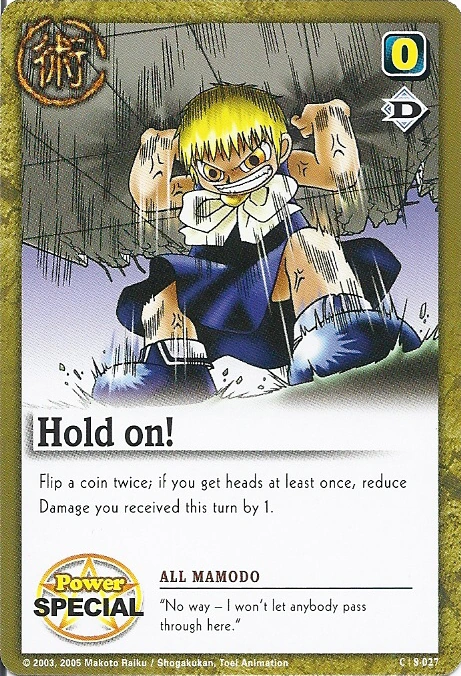 術
0
D
Hold on!
Flip a coin twice; if you get heads at least once, reduce
Damage you received this turn by 1.
Power
SPECIAL
ALL MAMODO
"No way – I won't let anybody pass
through here."
© 2003, 2005 Makoto Raiku / Shogakukan, Toei Animation
C | S-027